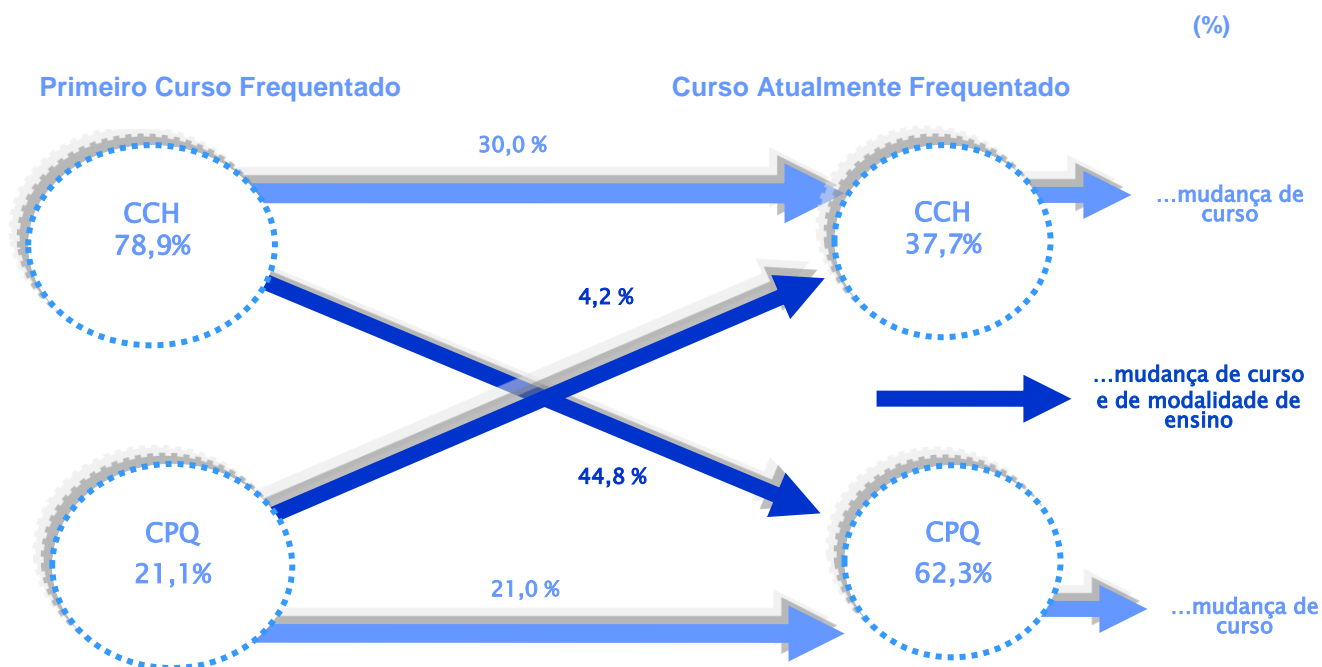 (%)
Primeiro Curso Frequentado
Curso Atualmente Frequentado
30,0 %
CCH
78,9%
CCH
37,7%
...mudança de
curso
4,2 %
...mudança de curso
e de modalidade de
ensino
44,8 %
CPQ
21,1%
CPQ
62,3%
21,0 %
...mudança de
curso